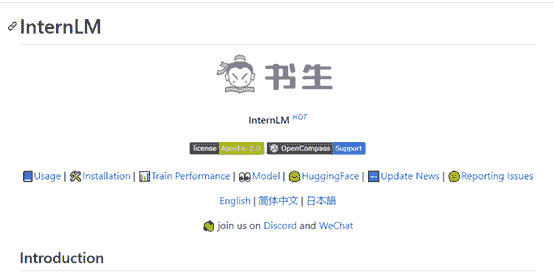 InternLM
书生
InternLM HOT
license Apache-2.0 OpenCompass Support
Usage | Installation | Train Performance | Model | HuggingFace | Update News | Reporting Issues
English | 简体中文 | 日本語
join us on Discord and WeChat
Introduction